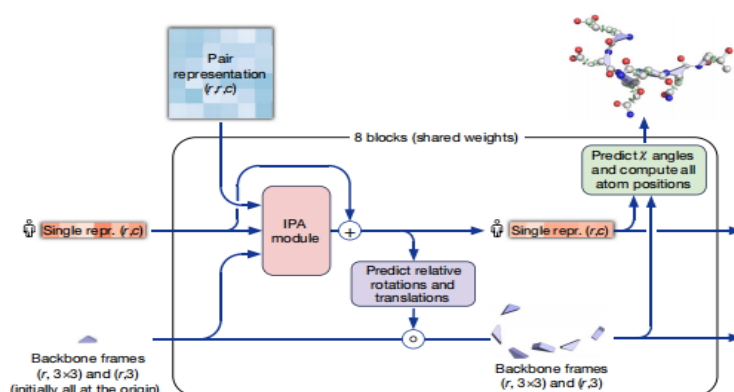 Pair
representation
(r,r,c)
8 blocks (shared weights)
Predict χ angles
and compute all
atom positions
Single repr. (r,c)
IPA
module
+
Single repr. (r,c)
Predict relative
rotations and
translations
Backbone frames
(r, 3×3) and (r,3)
(initially all at the origin)
Backbone frames
(r, 3×3) and (r,3)